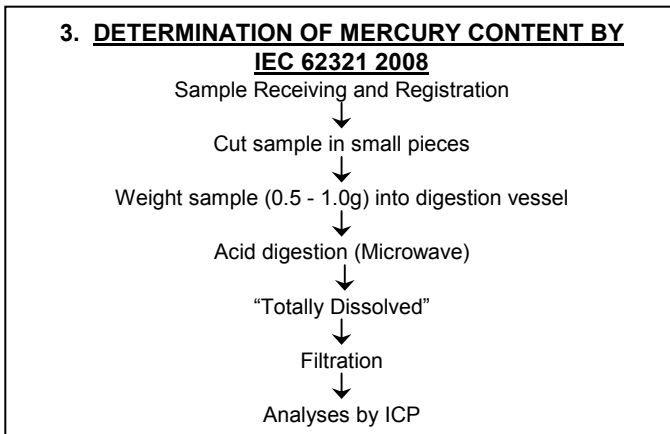 3. DETERMINATION OF MERCURY CONTENT BY
IEC 62321 2008
Sample Receiving and Registration
Cut sample in small pieces
Weight sample (0.5 - 1.0g) into digestion vessel
Acid digestion (Microwave)
“Totally Dissolved”
Filtration
Analyses by ICP